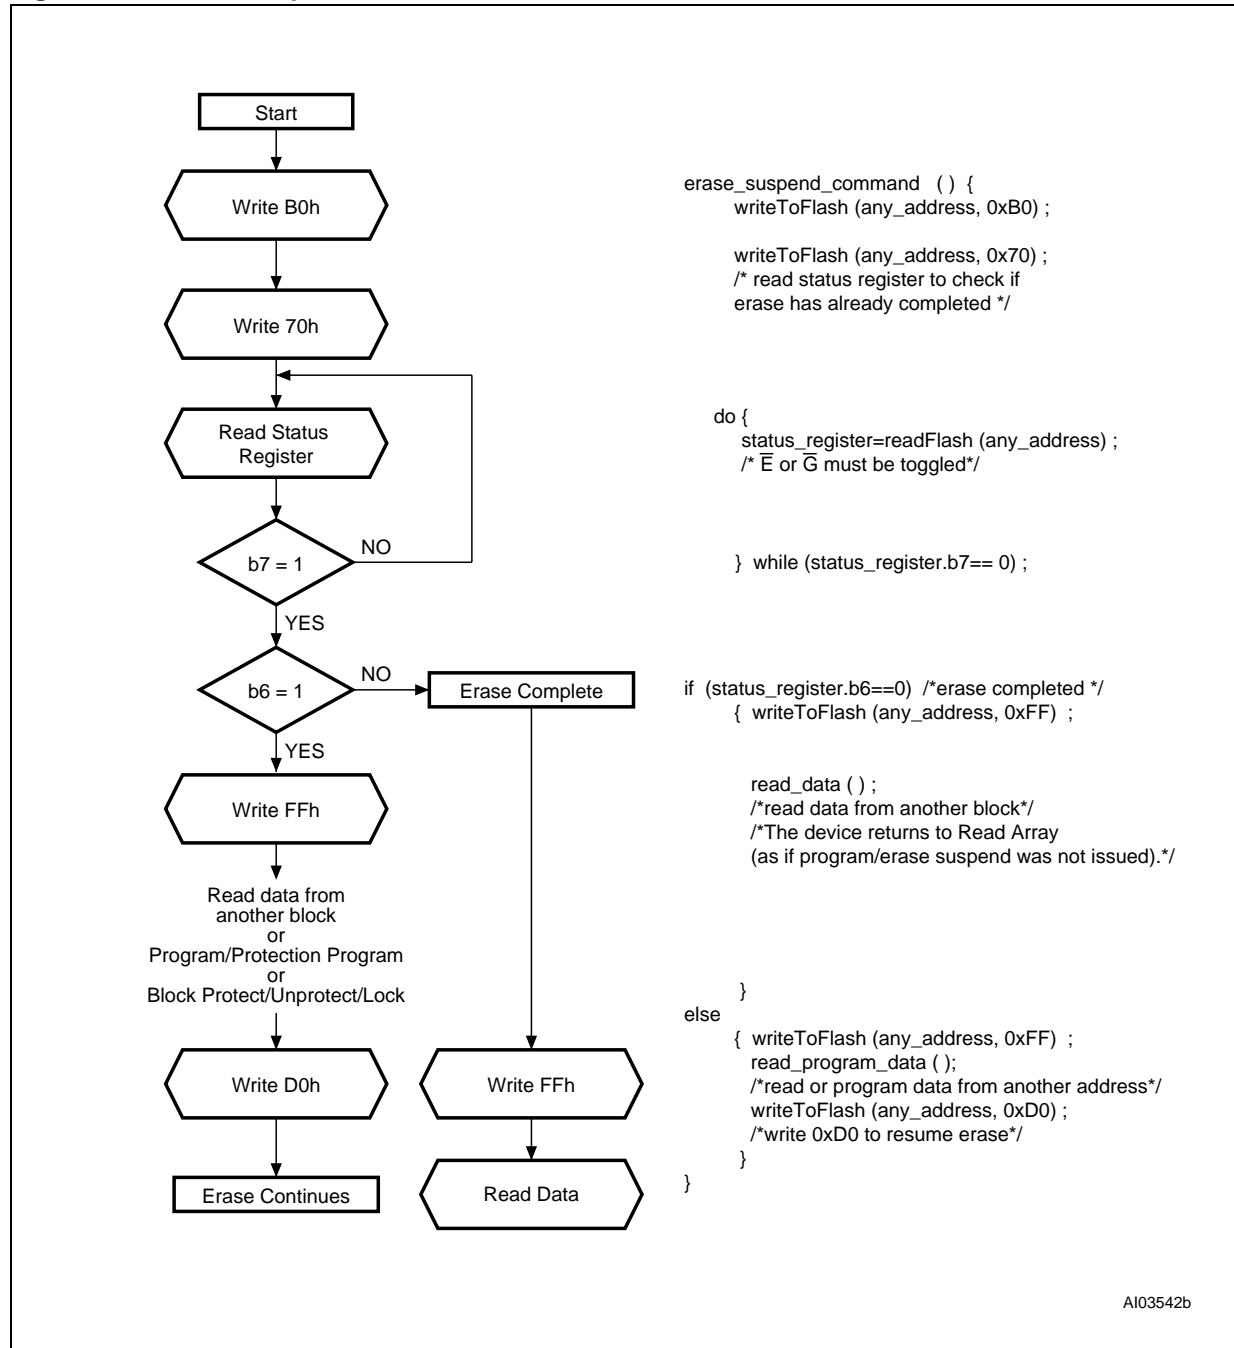 Start
Write B0h
Write 70h
Read Status
Register
b7 = 1
NO
YES
b6 = 1
NO
Erase Complete
YES
Write FFh
Read data from
another block
or
Program/Protection Program
or
Block Protect/Unprotect/Lock
Write D0h
Write FFh
Erase Continues
Read Data
erase_suspend_command ( ) {
writeToFlash (any_address, 0xB0) ;
writeToFlash (any_address, 0x70) ;
/* read status register to check if
erase has already completed */
do {
status_register=readFlash (any_address) ;
/* E̅ or G̅ must be toggled*/
} while (status_register.b7== 0) ;
if (status_register.b6==0) /*erase completed */
{ writeToFlash (any_address, 0xFF) ;
read_data ( ) ;
/*read data from another block*/
/*The device returns to Read Array
(as if program/erase suspend was not issued).*/
}
else
{ writeToFlash (any_address, 0xFF) ;
read_program_data ( );
/*read or program data from another address*/
writeToFlash (any_address, 0xD0) ;
/*write 0xD0 to resume erase*/
}
}
AI03542b